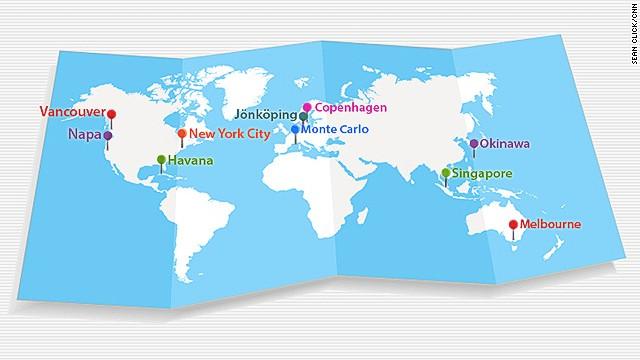 SEAN CLICK/CNN
Vancouver
Napa
New York City
Havana
Jönköping
Copenhagen
Monte Carlo
Okinawa
Singapore
Melbourne